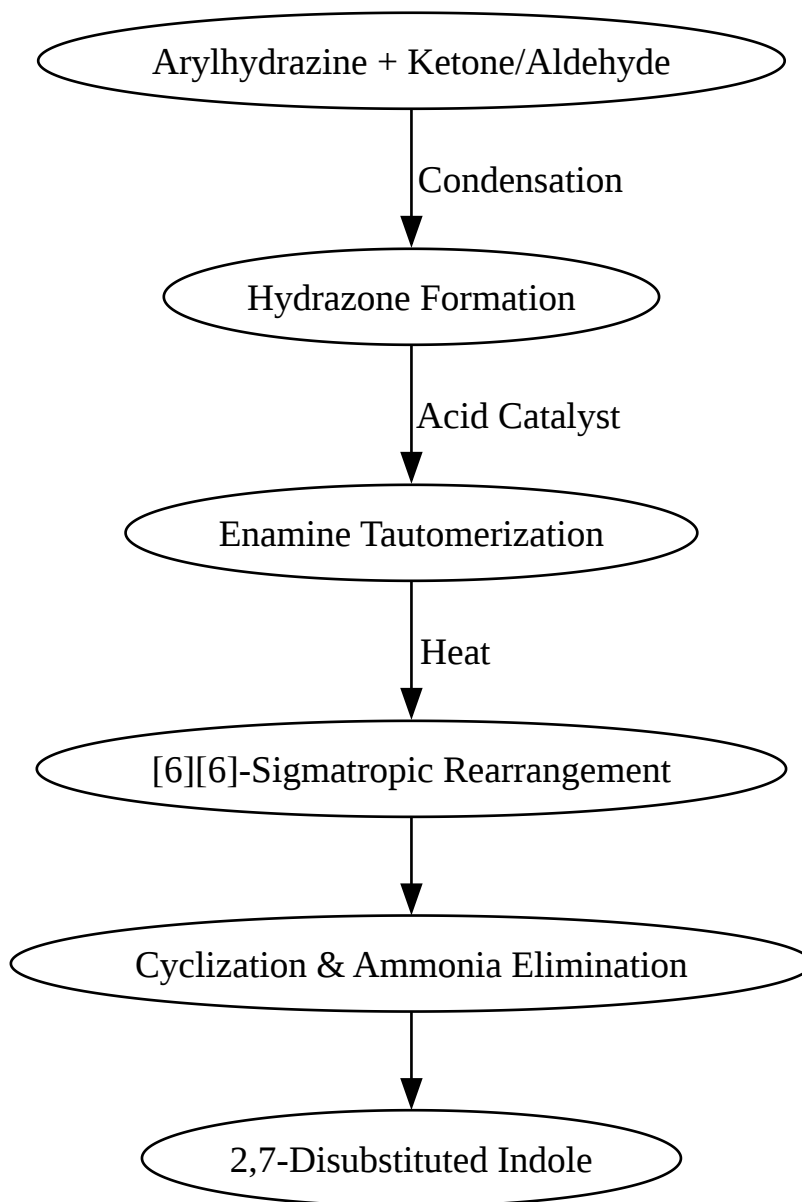 Arylhydrazine + Ketone/Aldehyde
Condensation
Hydrazone Formation
Acid Catalyst
Enamine Tautomerization
Heat
[6][6]-Sigmatropic Rearrangement
Cyclization & Ammonia Elimination
2,7-Disubstituted Indole